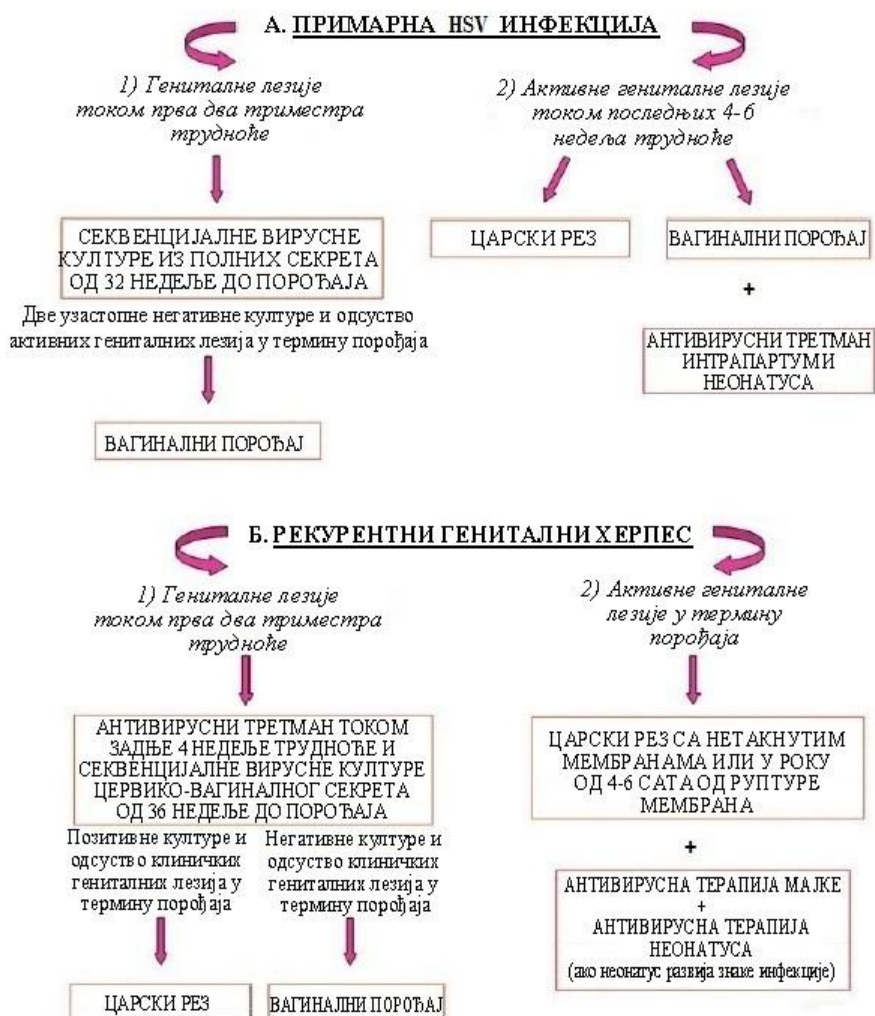 А. ПРИМАРНА HSV ИНФЕКЦИЈА
1) Гениталне лезије
током прва два триместра
трудноће
2) Активне гениталне лезије
током последњих 4-6
недеља трудноће
СЕКВЕНЦИЈАЛНЕ ВИРУСНЕ
КУЛТУРЕ ИЗ ПОЛНИХ СЕКРЕТА
ОД 32 НЕДЕЉЕ ДО ПОРОЂАЈА
Две узастопне негативне културе и одсуство
активних гениталних лезија у термину порођаја
ВАГИНАЛНИ ПОРОЂАЈ
ЦАРСКИ РЕЗ
ВАГИНАЛНИ ПОРОЂАЈ
+
АНТИВИРУСНИ ТРЕТМАН
ИНТРАПАРТУМ И
НЕОНАТУСА
Б. РЕКУРЕНТНИ ГЕНИТАЛНИ ХЕРПЕС
1) Гениталне лезије
током прва два триместра
трудноће
2) Активне гениталне
лезије у термину
порођаја
АНТИВИРУСНИ ТРЕТМАН ТОКОМ
ЗАДЊЕ 4 НЕДЕЉЕ ТРУДНОЋЕ И
СЕКВЕНЦИЈАЛНЕ ВИРУСНЕ КУЛТУРЕ
ЦЕРВИКО-ВАГИНАЛНОГ СЕКРЕТА
ОД 36 НЕДЕЉЕ ДО ПОРОЂАЈА
Позитивне културе и
одсуство клиничких
гениталних лезија у
термину порођаја
Негативне културе и
одсуство клиничких
гениталних лезија у
термину порођаја
ЦАРСКИ РЕЗ
ВАГИНАЛНИ ПОРОЂАЈ
ЦАРСКИ РЕЗ СА НЕТАКНУТИМ
МЕМБРАНАМА ИЛИ У РОКУ
ОД 4-6 САТА ОД РУПТУРЕ
МЕМБРАНА
+
АНТИВИРУСНА ТЕРАПИЈА МАЈКЕ
+
АНТИВИРУСНА ТЕРАПИЈА
НЕОНАТУСА
(ако неонатус развија знаке инфекције)